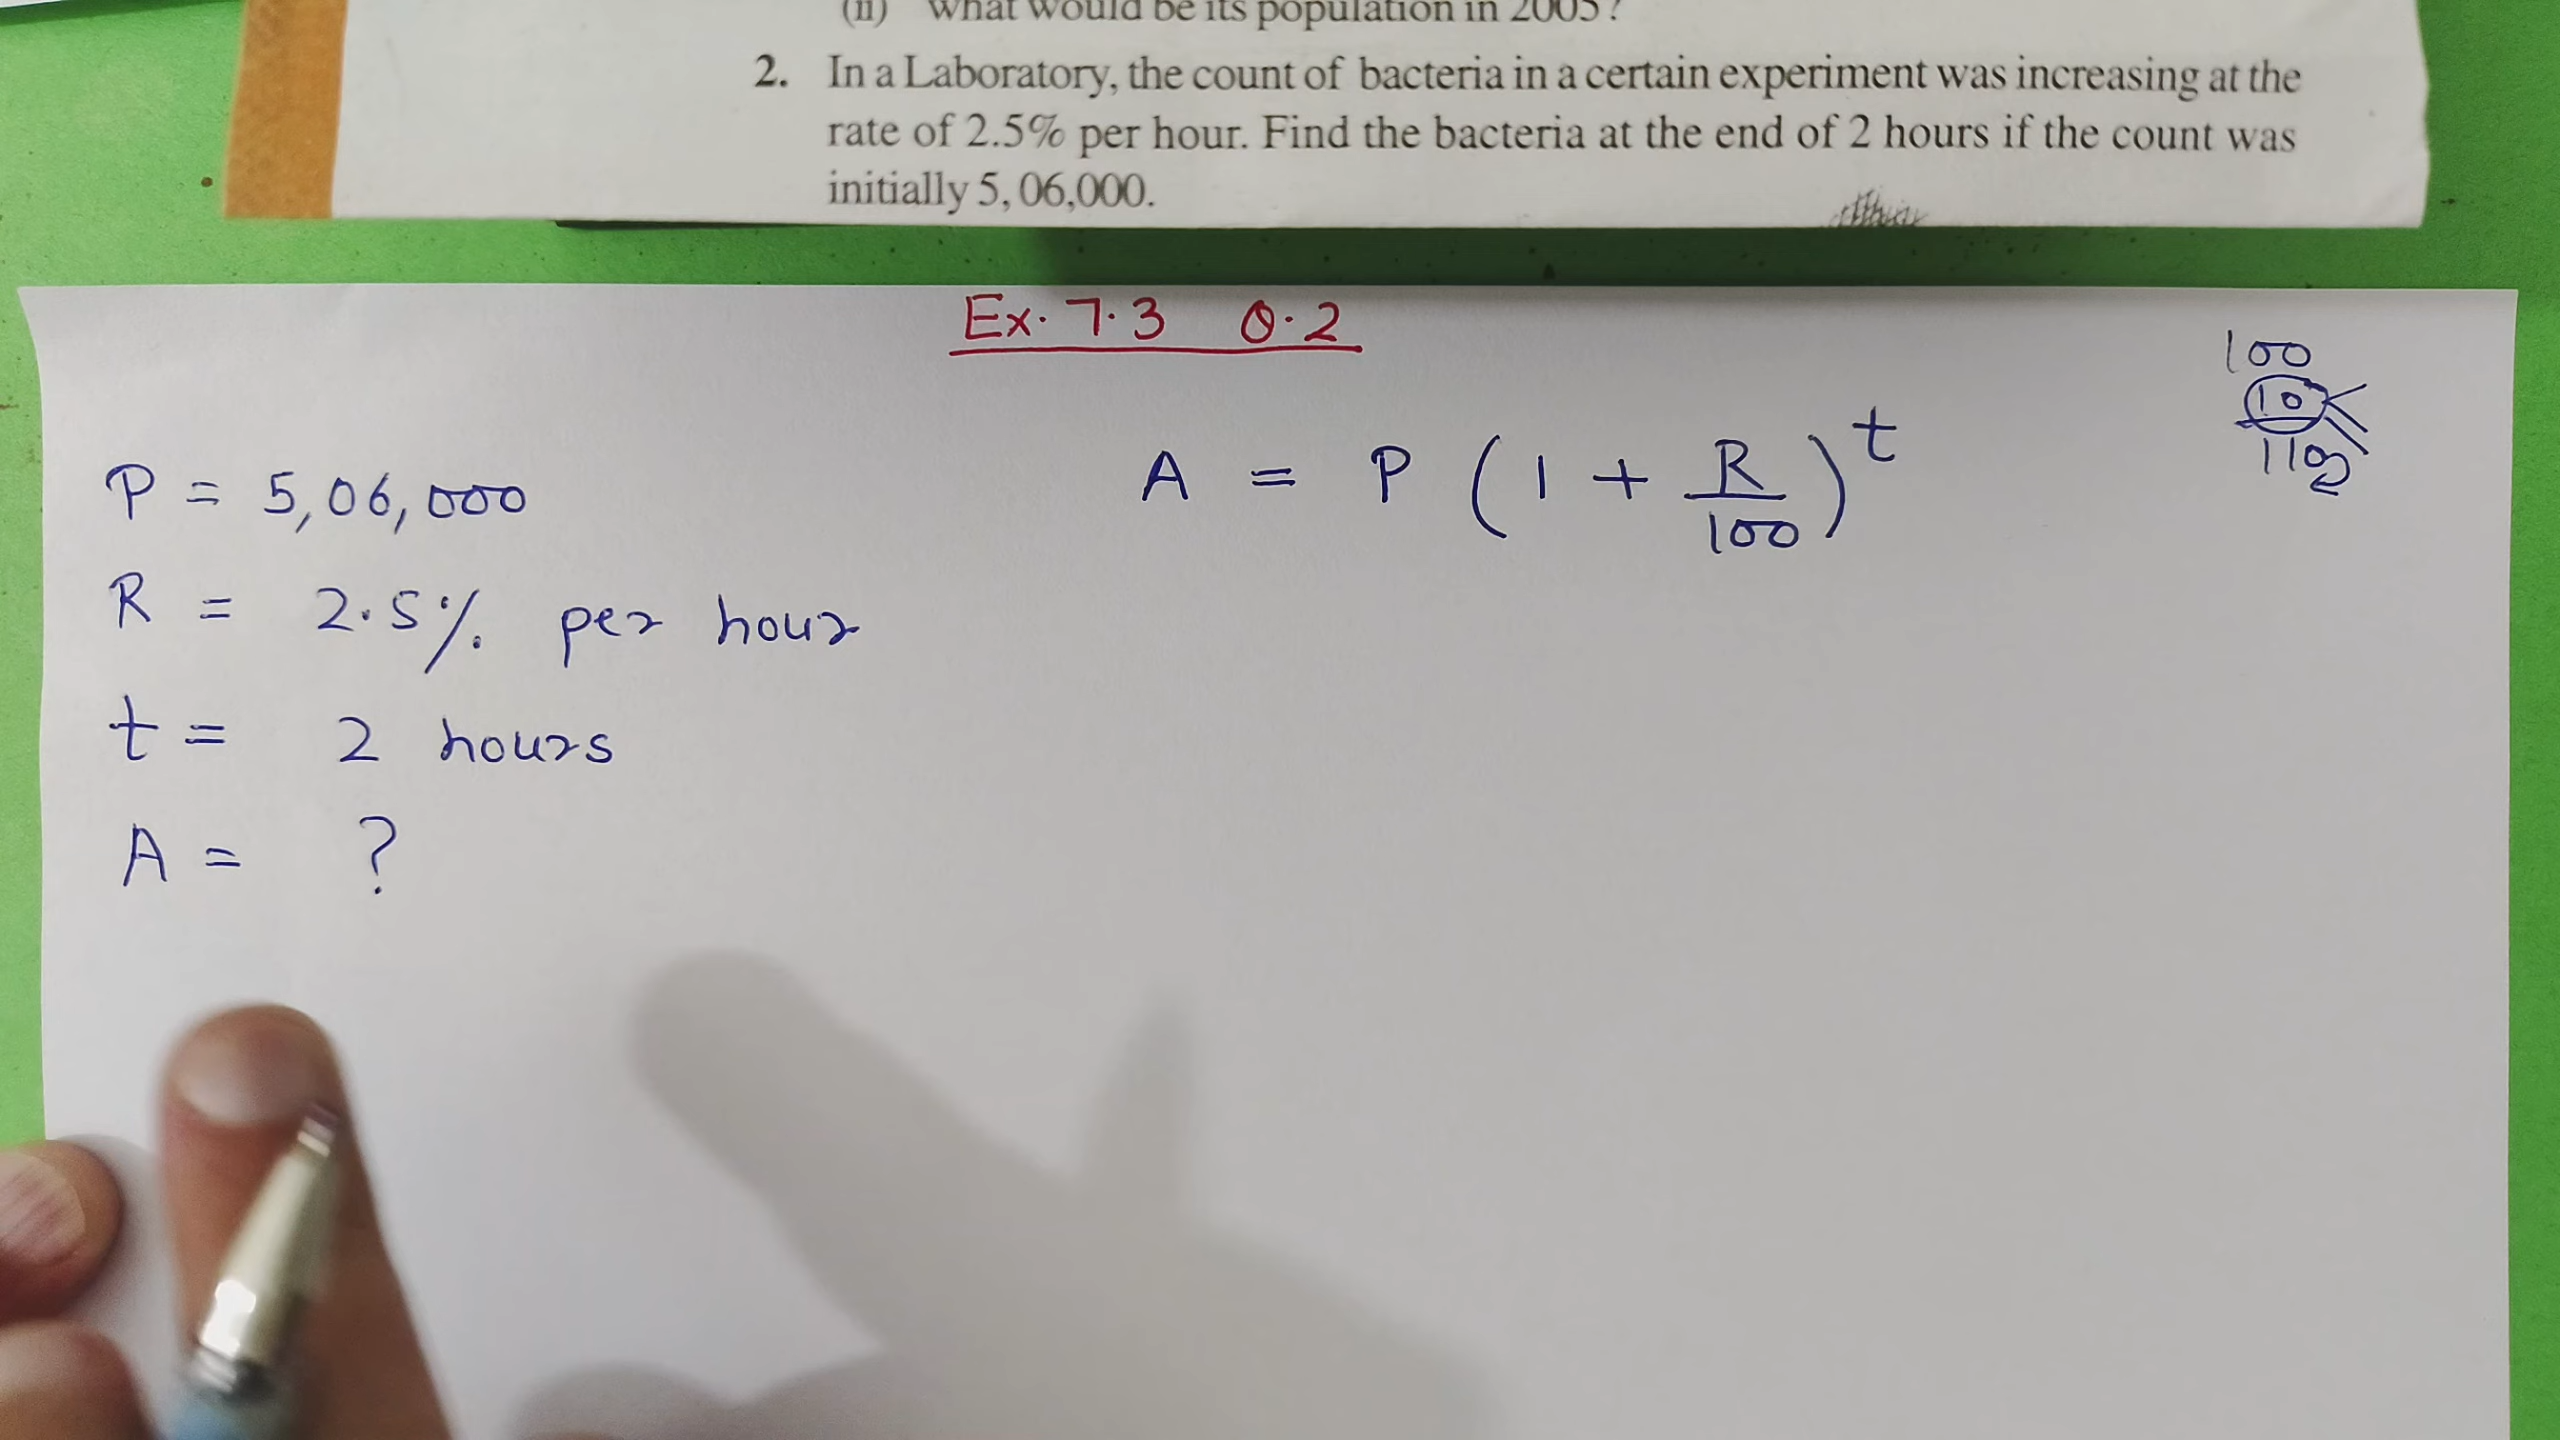 (ii) What would be its population in 2005?
2. In a Laboratory, the count of bacteria in a certain experiment was increasing at the
rate of 2.5% per hour. Find the bacteria at the end of 2 hours if the count was
initially 5, 06,000.
Ex. 7.3 Q.2
P = 5,06,000
R = 2.5% per hour
t = 2 hours
A = ?
A = P (1 + R/100)^t
100
10
110